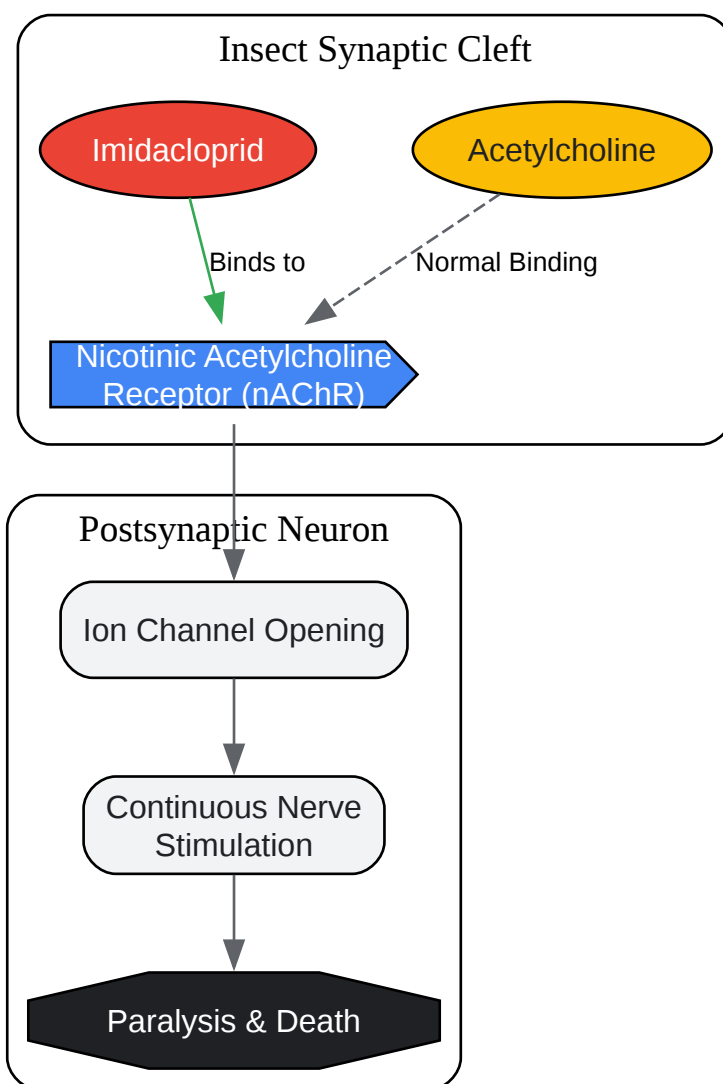 Insect Synaptic Cleft
Imidacloprid
Acetylcholine
Binds to
Normal Binding
Nicotinic Acetylcholine
Receptor (nAChR)
Postsynaptic Neuron
Ion Channel Opening
Continuous Nerve
Stimulation
Paralysis & Death